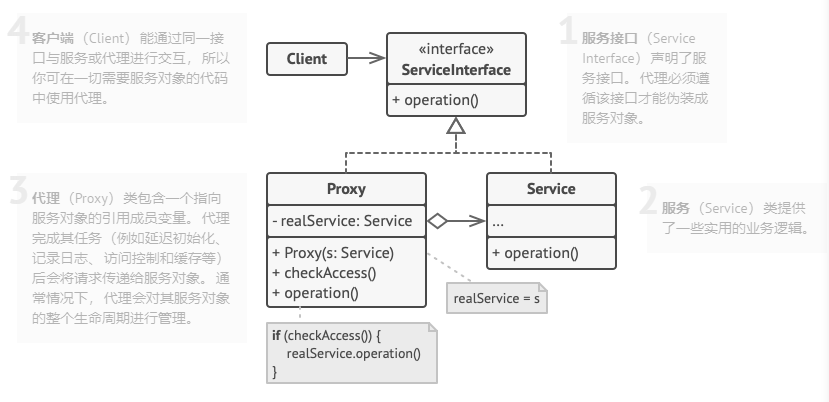 4
客户端（Client）能通过同一接
口与服务或代理进行交互，所以
你可在一切需要服务对象的代码
中使用代理。
Client
«interface»
ServiceInterface
+ operation()
1
服务接口（Service
Interface）声明了服
务接口。代理必须遵
循该接口才能伪装成
服务对象。
3
代理（Proxy）类包含一个指向
服务对象的引用成员变量。代理
完成其任务（例如延迟初始化、
记录日志、访问控制和缓存等）
后会将请求传递给服务对象。通
常情况下，代理会对其服务对象
的整个生命周期进行管理。
Proxy
- realService: Service
+ Proxy(s: Service)
+ checkAccess()
+ operation()
Service
...
+ operation()
2
服务（Service）类提供
了一些实用的业务逻辑。
realService = s
if (checkAccess()) {
realService.operation()
}